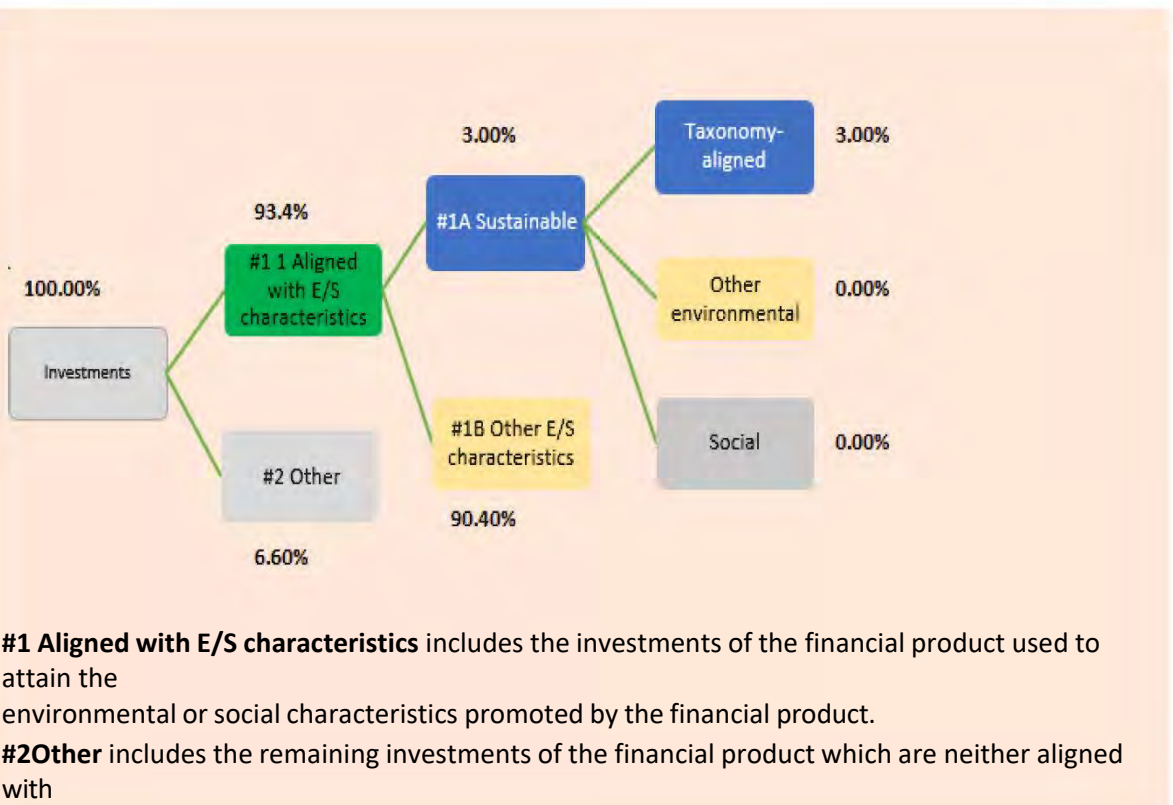 3.00%
Taxonomy-
aligned
3.00%
93.4%
#1A Sustainable
#1 1 Aligned
with E/S
characteristics
100.00%
Other
environmental
0.00%
Investments
#1B Other E/S
characteristics
Social
0.00%
#2 Other
90.40%
6.60%
#1 Aligned with E/S characteristics includes the investments of the financial product used to
attain the
environmental or social characteristics promoted by the financial product.
#2Other includes the remaining investments of the financial product which are neither aligned
with